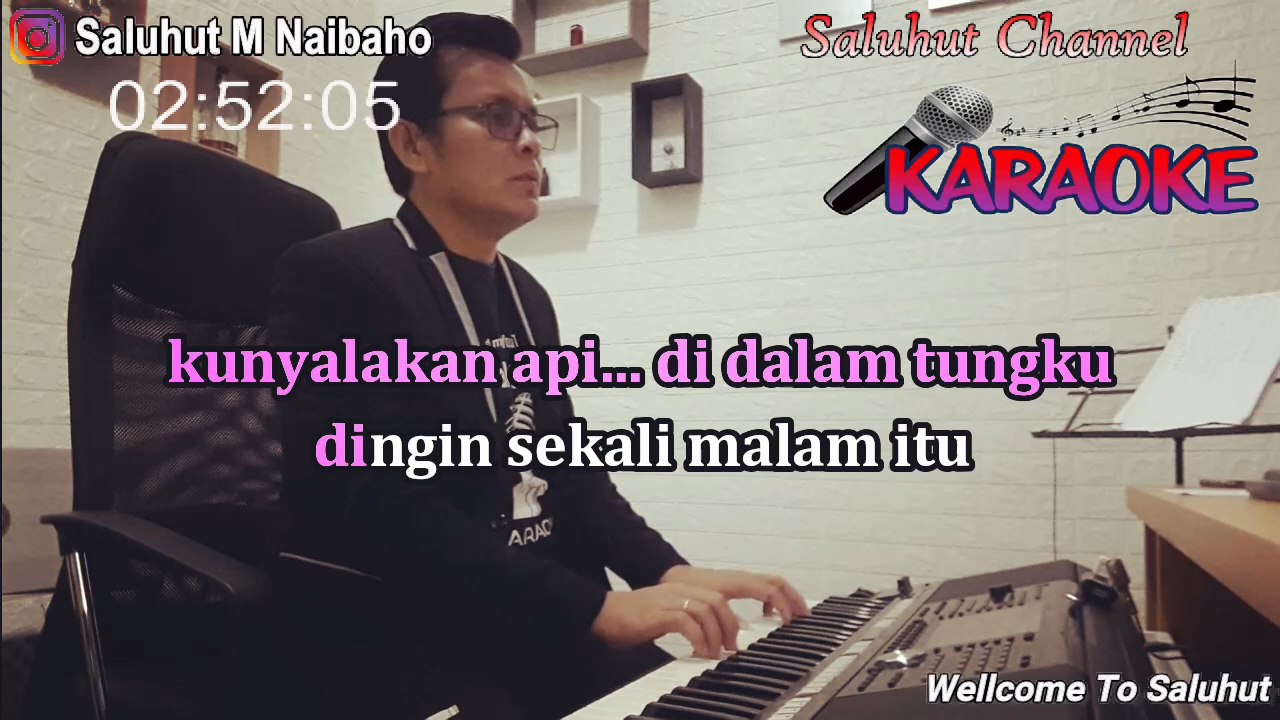 Saluhut M Naibaho
Saluhut Channel
02:52:05
KARAOKE
kunyalakan api... di dalam tungku
dingin sekali malam itu
Wellcome To Saluhut